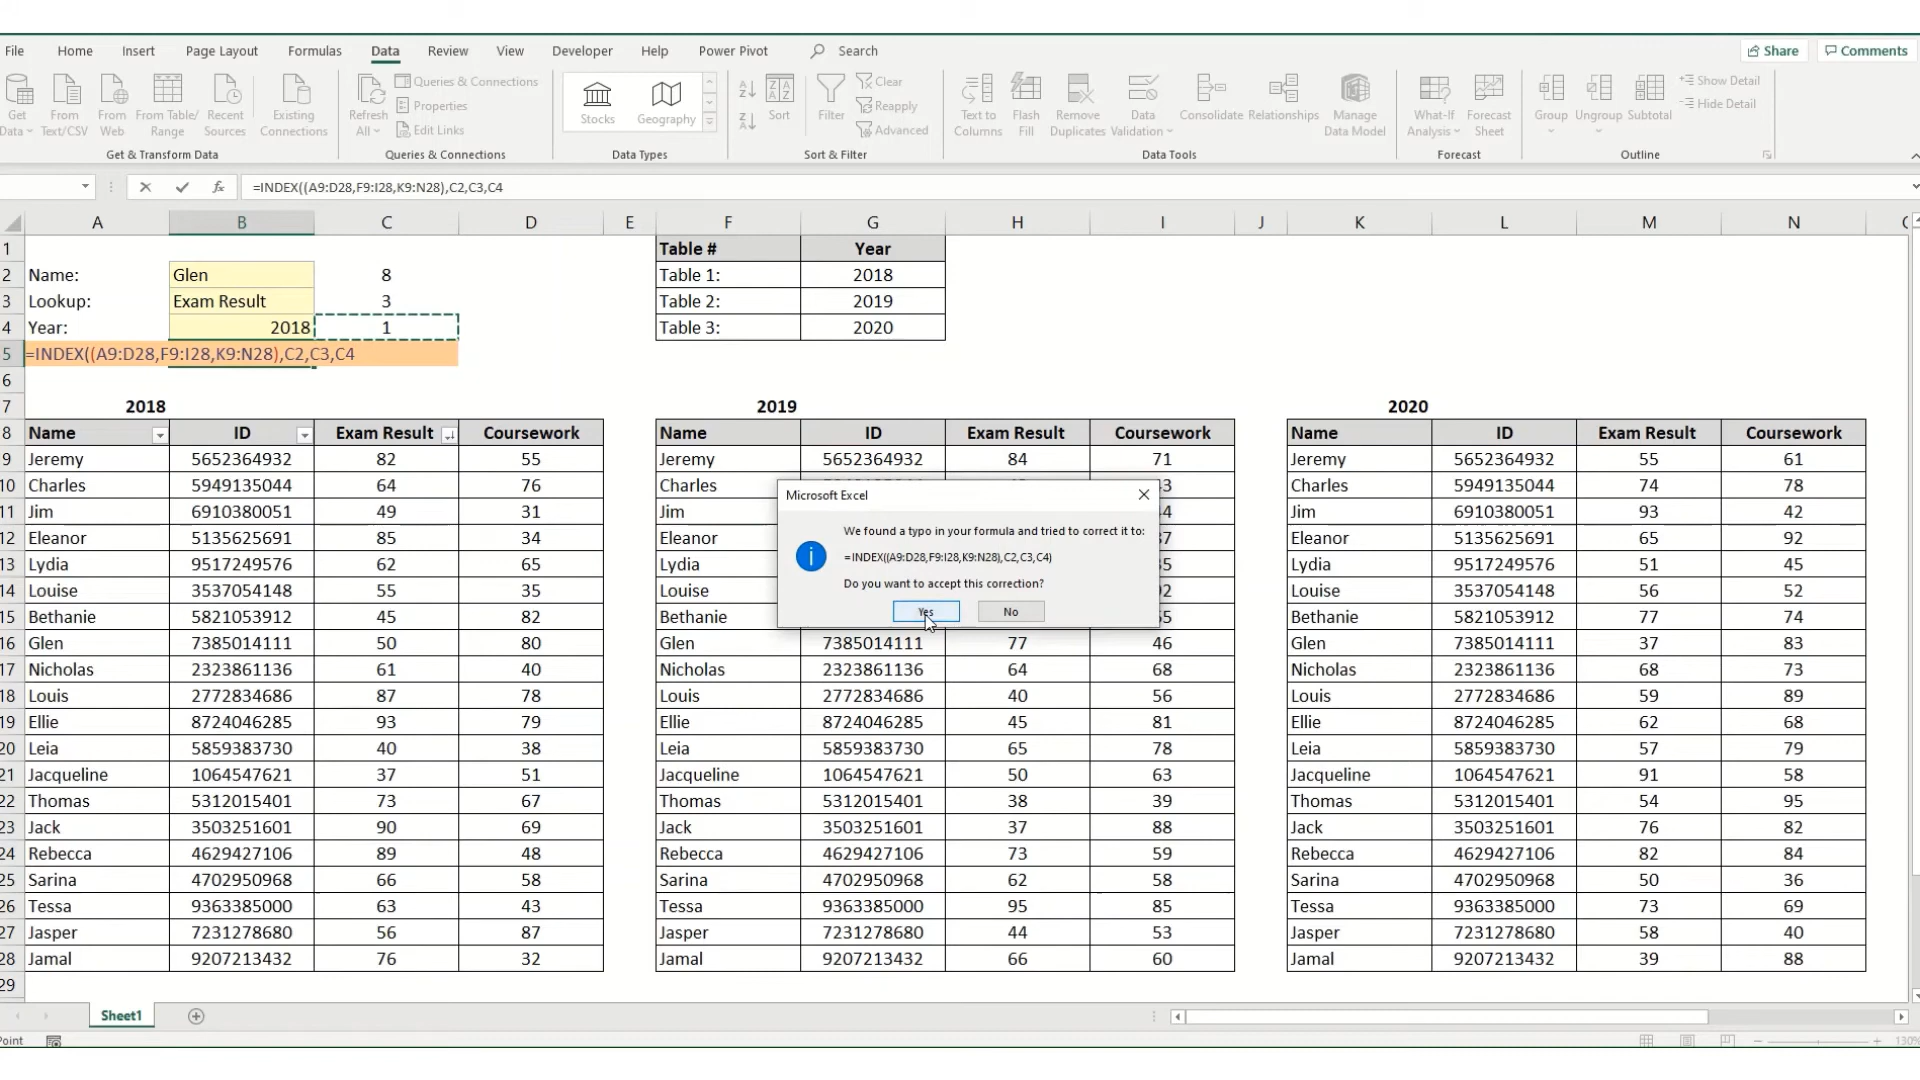 File Home Insert Page Layout Formulas Data Review View Developer Help Power Pivot Search Share Comments
Get Data From Text/CSV From Web From Table/ Range Recent Sources Existing Connections
Get & Transform Data
Refresh All Queries & Connections Properties Edit Links
Queries & Connections
Stocks Geography
Data Types
Sort Filter Clear Reapply Advanced
Sort & Filter
Text to Columns Flash Fill Remove Duplicates Data Validation Consolidate Relationships Manage Data Model
Data Tools
What-If Analysis Forecast Sheet
Forecast
Group Ungroup Subtotal Show Detail Hide Detail
Outline
fx =INDEX((A9:D28,F9:I28,K9:N28),C2,C3,C4
A B C D E F G H I J K L M N
1 Table # Year
2 Name: Glen 8 Table 1: 2018
3 Lookup: Exam Result 3 Table 2: 2019
4 Year: 2018 1 Table 3: 2020
5 =INDEX((A9:D28,F9:I28,K9:N28),C2,C3,C4
6
7 2018 2019 2020
8 Name ID Exam Result Coursework Name ID Exam Result Coursework Name ID Exam Result Coursework
9 Jeremy 5652364932 82 55 Jeremy 5652364932 84 71 Jeremy 5652364932 55 61
10 Charles 5949135044 64 76 Charles Charles 5949135044 74 78
11 Jim 6910380051 49 31 Jim Jim 6910380051 93 42
12 Eleanor 5135625691 85 34 Eleanor Eleanor 5135625691 65 92
13 Lydia 9517249576 62 65 Lydia Lydia 9517249576 51 45
14 Louise 3537054148 55 35 Louise Louise 3537054148 56 52
15 Bethanie 5821053912 45 82 Bethanie Bethanie 5821053912 77 74
16 Glen 7385014111 50 80 Glen 7385014111 77 46 Glen 7385014111 37 83
17 Nicholas 2323861136 61 40 Nicholas 2323861136 64 68 Nicholas 2323861136 68 73
18 Louis 2772834686 87 78 Louis 2772834686 40 56 Louis 2772834686 59 89
19 Ellie 8724046285 93 79 Ellie 8724046285 45 81 Ellie 8724046285 62 68
20 Leia 5859383730 40 38 Leia 5859383730 65 78 Leia 5859383730 57 79
21 Jacqueline 1064547621 37 51 Jacqueline 1064547621 50 63 Jacqueline 1064547621 91 58
22 Thomas 5312015401 73 67 Thomas 5312015401 38 39 Thomas 5312015401 54 95
23 Jack 3503251601 90 69 Jack 3503251601 37 88 Jack 3503251601 76 82
24 Rebecca 4629427106 89 48 Rebecca 4629427106 73 59 Rebecca 4629427106 82 84
25 Sarina 4702950968 66 58 Sarina 4702950968 62 58 Sarina 4702950968 50 36
26 Tessa 9363385000 63 43 Tessa 9363385000 95 85 Tessa 9363385000 73 69
27 Jasper 7231278680 56 87 Jasper 7231278680 44 53 Jasper 7231278680 58 40
28 Jamal 9207213432 76 32 Jamal 9207213432 66 60 Jamal 9207213432 39 88
29
Microsoft Excel
We found a typo in your formula and tried to correct it to:
=INDEX((A9:D28,F9:I28,K9:N28),C2,C3,C4)
Do you want to accept this correction?
Yes No
Sheet1
Point